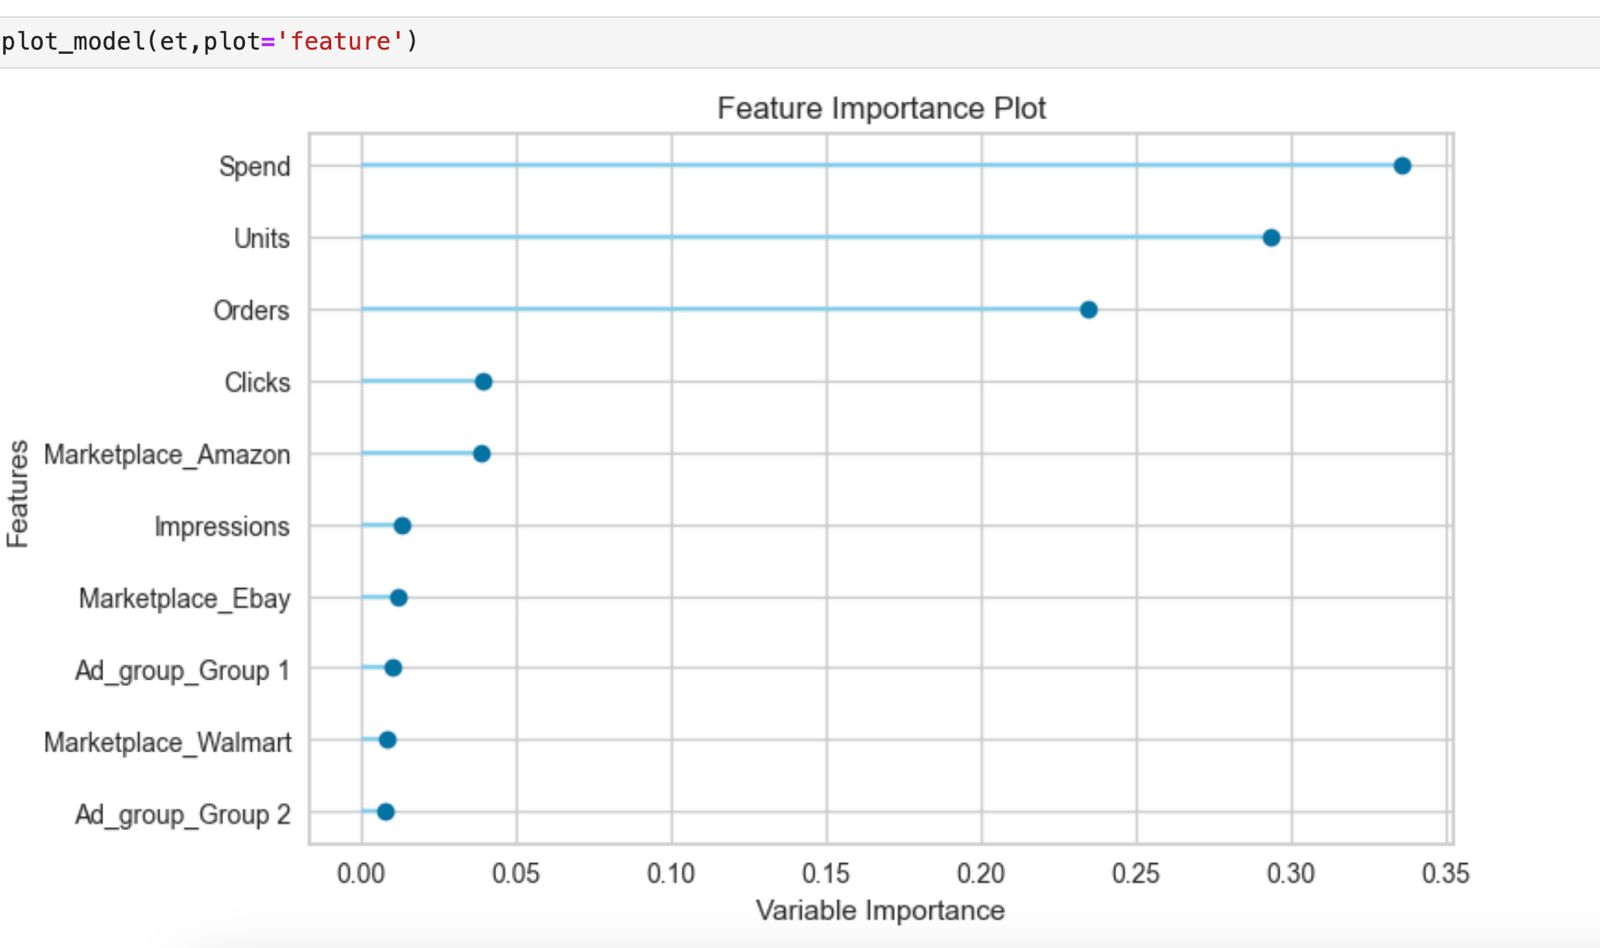 plot_model(et,plot='feature')
Feature Importance Plot
Spend
Units
Orders
Clicks
Marketplace_Amazon
Impressions
Marketplace_Ebay
Ad_group_Group 1
Marketplace_Walmart
Ad_group_Group 2
Features
0.00 0.05 0.10 0.15 0.20 0.25 0.30 0.35
Variable Importance